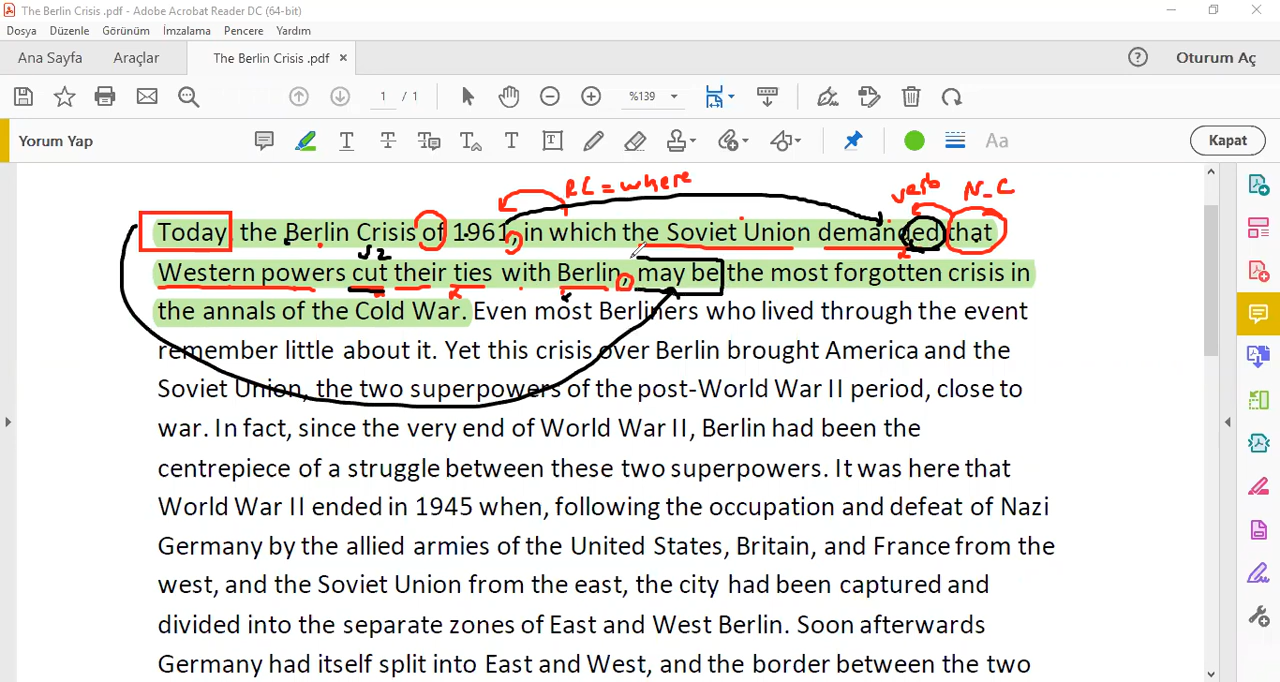 The Berlin Crisis .pdf - Adobe Acrobat Reader DC (64-bit)
Dosya Düzenle Görünüm İmzalama Pencere Yardım
Ana Sayfa Araçlar The Berlin Crisis .pdf × Oturum Aç
1 / 1 %139
Yorum Yap Aa Kapat
RC = where verb N_C
Today, the Berlin Crisis of 1961, in which the Soviet Union demanded that
V2
Western powers cut their ties with Berlin, may be the most forgotten crisis in
the annals of the Cold War. Even most Berliners who lived through the event
remember little about it. Yet this crisis over Berlin brought America and the
Soviet Union, the two superpowers of the post-World War II period, close to
war. In fact, since the very end of World War II, Berlin had been the
centrepiece of a struggle between these two superpowers. It was here that
World War II ended in 1945 when, following the occupation and defeat of Nazi
Germany by the allied armies of the United States, Britain, and France from the
west, and the Soviet Union from the east, the city had been captured and
divided into the separate zones of East and West Berlin. Soon afterwards
Germany had itself split into East and West, and the border between the two